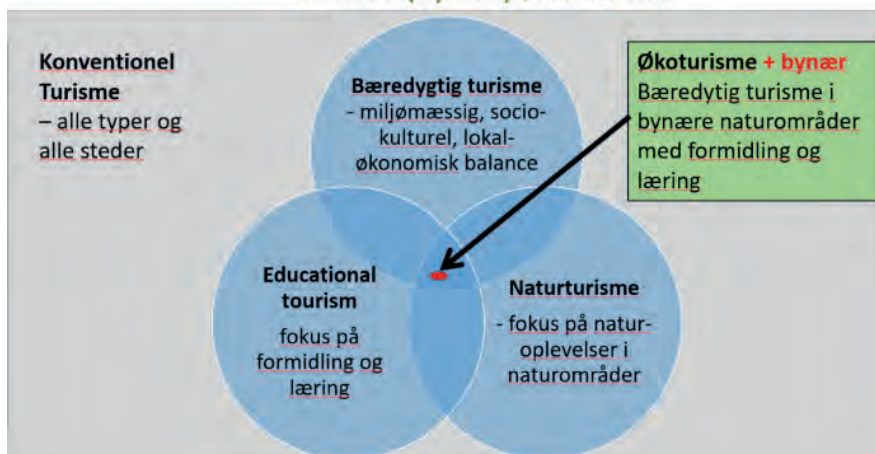 Konventionel
Turisme
– alle typer og
alle steder
Bæredygtig turisme
- miljømæssig, socio-
kulturel, lokal-
økonomisk balance
Økoturisme + bynær
Bæredytig turisme i
bynære naturområder
med formidling og
læring
Educational
tourism
fokus på
formidling og
læring
Naturturisme
- fokus på natur-
oplevelser i
naturområder